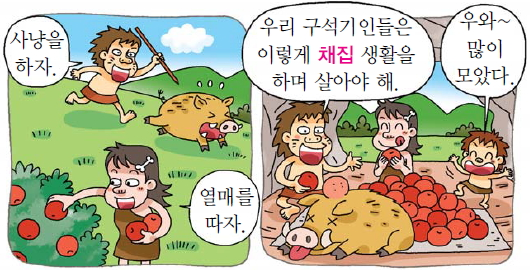 사냥을
하자.
열매를
따자.
우리 구석기인들은
이렇게 채집 생활을
하며 살아야 해.
우와~
많이
모았다.